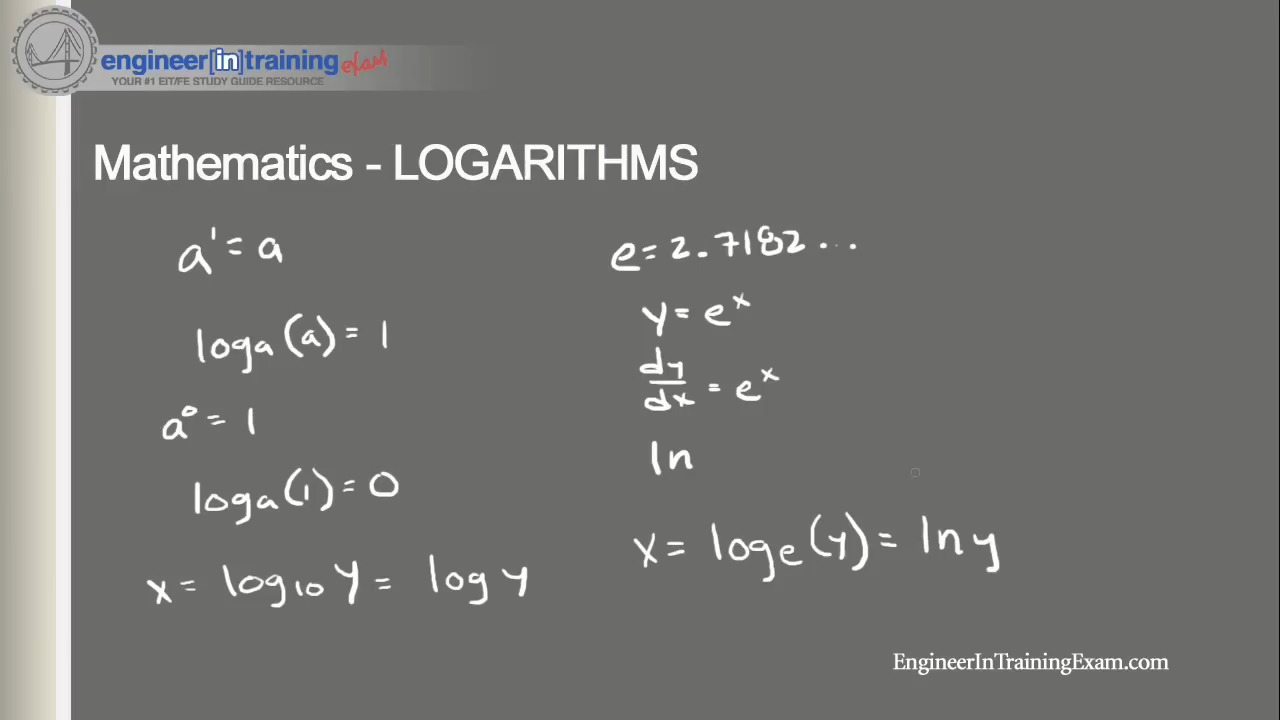 engineer[in]training exam
YOUR #1 EIT/FE STUDY GUIDE RESOURCE
Mathematics - LOGARITHMS
a¹ = a
logₐ(a) = 1
a⁰ = 1
logₐ(1) = 0
x = log₁₀ y = log y
e = 2.7182...
y = eˣ
dy/dx = eˣ
ln
x = logₑ(y) = ln y
EngineerInTrainingExam.com